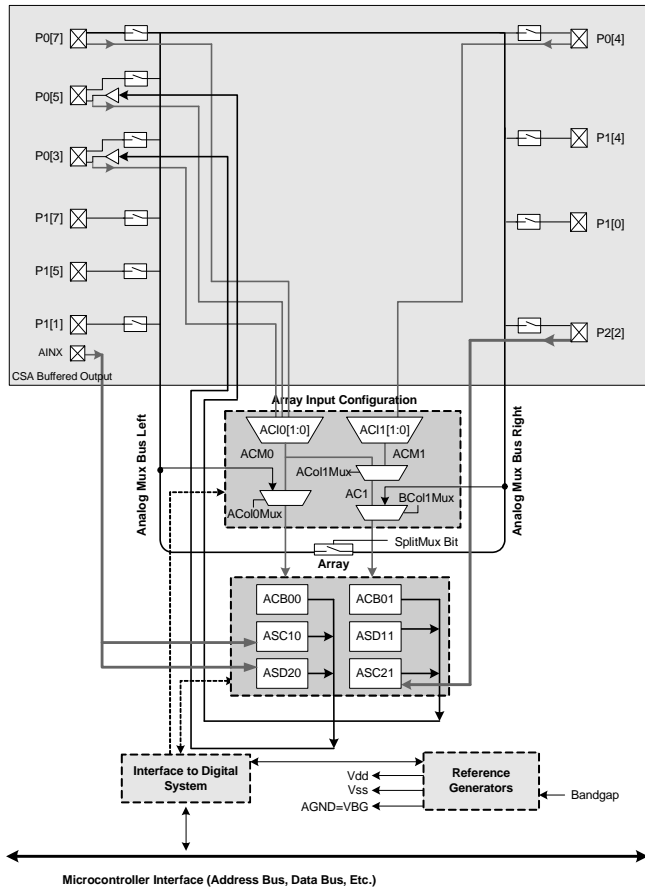 P0[7]
P0[4]
P0[5]
P1[4]
P0[3]
P1[7]
P1[0]
P1[5]
P1[1]
P2[2]
AINX
CSA Buffered Output
Array Input Configuration
ACI0[1:0]
ACI1[1:0]
ACM0
ACM1
ACol1Mux
AC1
BCol1Mux
ACol0Mux
Analog Mux Bus Left
Analog Mux Bus Right
SplitMux Bit
Array
ACB00
ACB01
ASC10
ASD11
ASD20
ASC21
Interface to Digital
System
Vdd
Vss
AGND=VBG
Reference
Generators
Bandgap
Microcontroller Interface (Address Bus, Data Bus, Etc.)